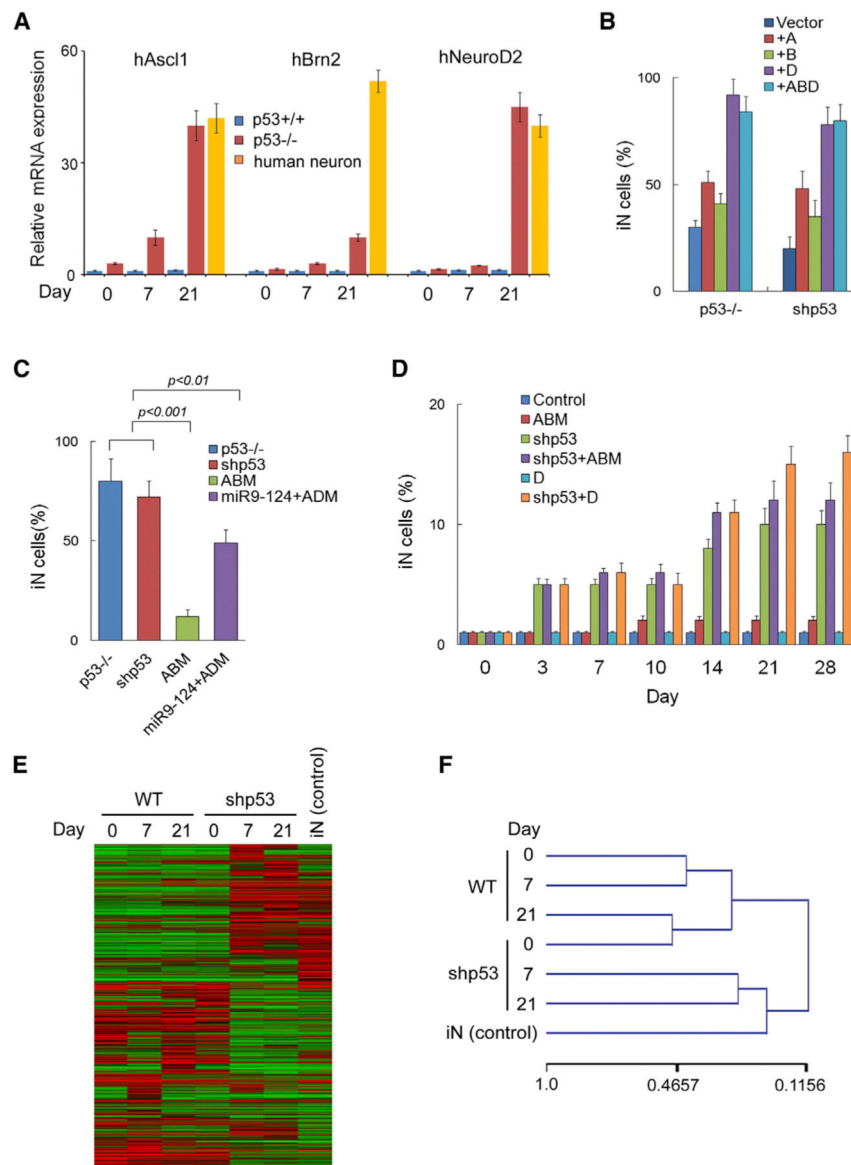 A
hAscl1 hBrn2 hNeuroD2
Relative mRNA expression
60
30
0
p53+/+
p53-/-
human neuron
Day 0 7 21 0 7 21 0 7 21
B
Vector
+A
+B
+D
+ABD
iN cells (%)
100
50
0
p53-/- shp53
C
p<0.01
p<0.001
iN cells(%)
100
50
0
p53-/-
shp53
ABM
miR9-124+ADM
p53-/-
shp53
ABM
miR9-124+ADM
D
Control
ABM
shp53
shp53+ABM
D
shp53+D
iN cells (%)
20
10
0
0 3 7 10 14 21 28
Day
E
WT shp53 iN (control)
Day 0 7 21 0 7 21
F
Day
WT
0
7
21
shp53
0
7
21
iN (control)
1.0 0.4657 0.1156